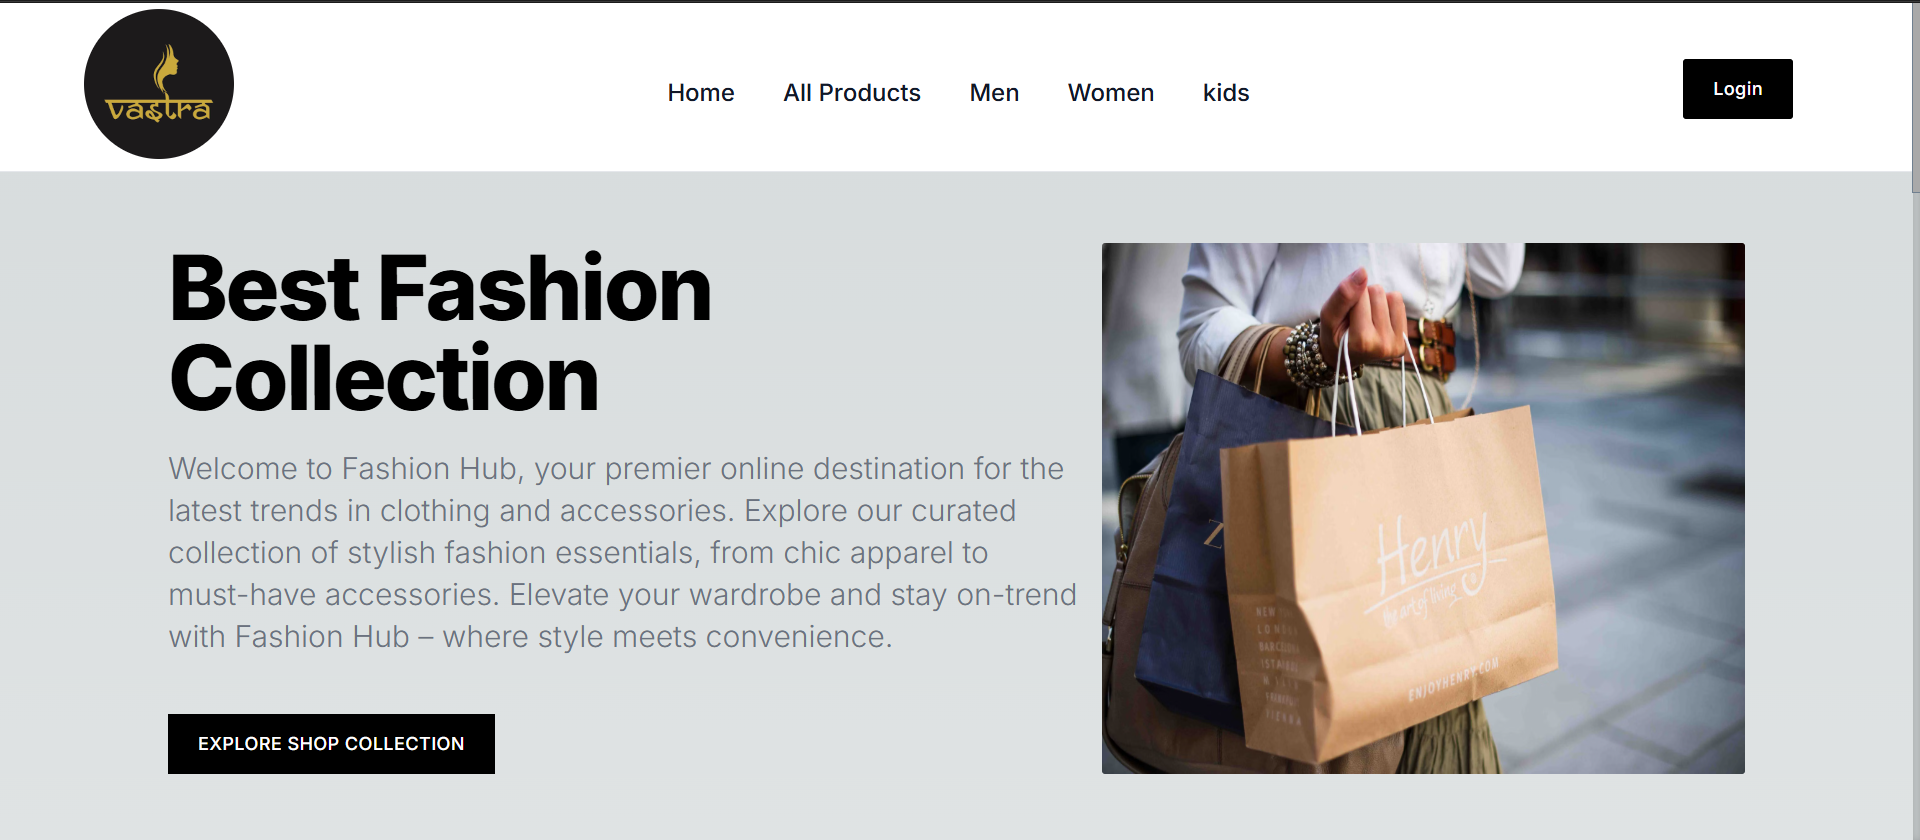 vastra
Home
All Products
Men
Women
kids
Login
Best Fashion
Collection
Welcome to Fashion Hub, your premier online destination for the
latest trends in clothing and accessories. Explore our curated
collection of stylish fashion essentials, from chic apparel to
must-have accessories. Elevate your wardrobe and stay on-trend
with Fashion Hub – where style meets convenience.
EXPLORE SHOP COLLECTION
Z
Henry
the art of living
NEW
ENJOYHENRY.COM